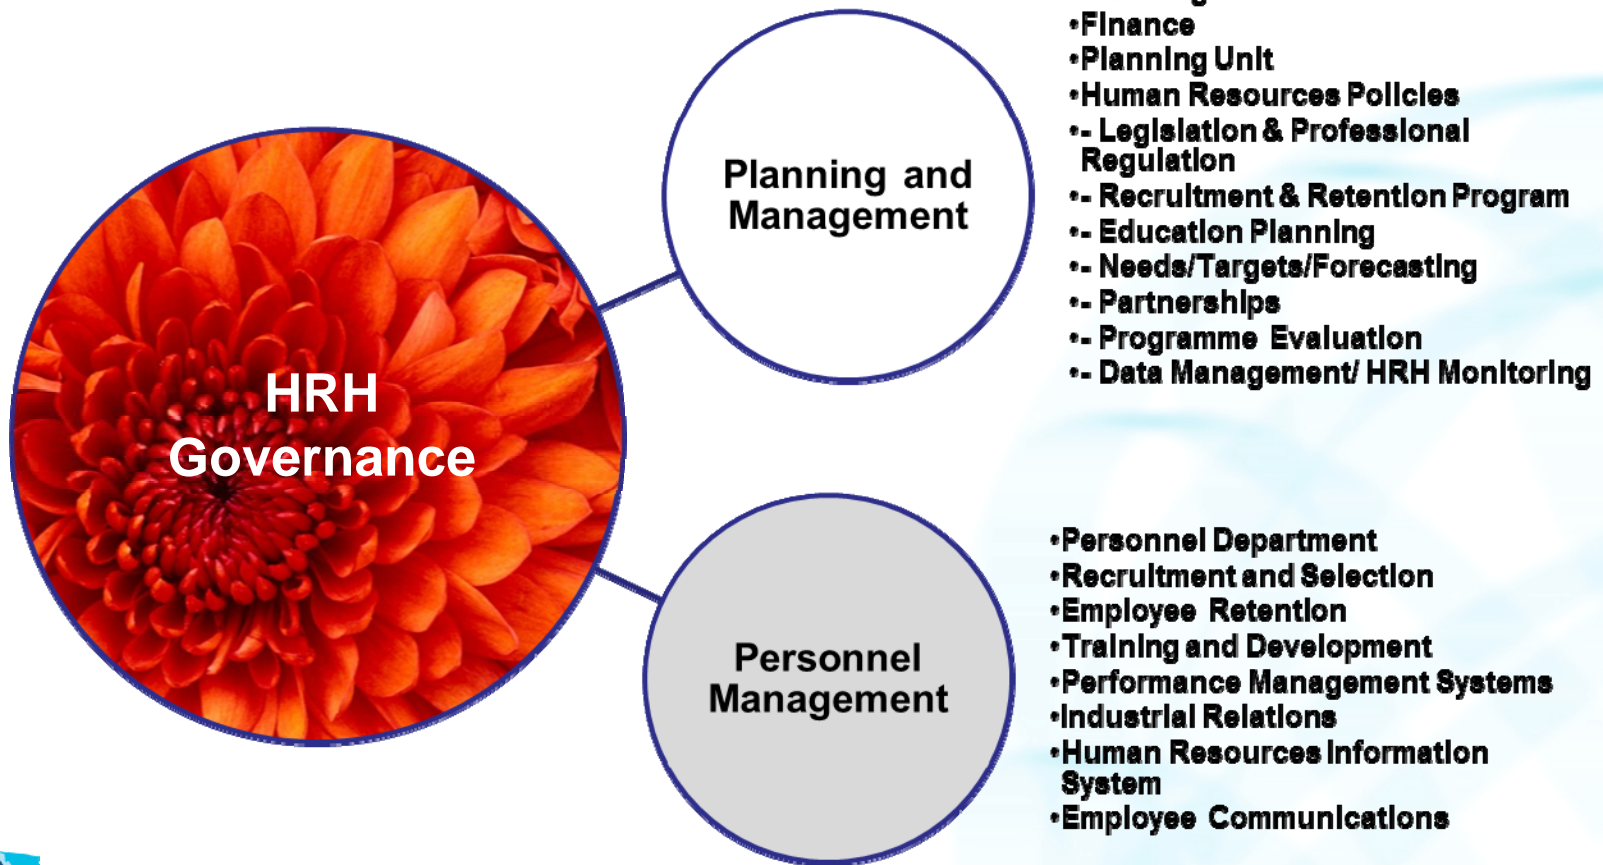 HRH
Governance
Planning and
Management
•Finance
•Planning Unit
•Human Resources Policies
•- Legislation & Professional
Regulation
•- Recruitment & Retention Program
•- Education Planning
•- Needs/Targets/Forecasting
•- Partnerships
•- Programme Evaluation
•- Data Management/ HRH Monitoring
Personnel
Management
•Personnel Department
•Recruitment and Selection
•Employee Retention
•Training and Development
•Performance Management Systems
•Industrial Relations
•Human Resources Information
System
•Employee Communications